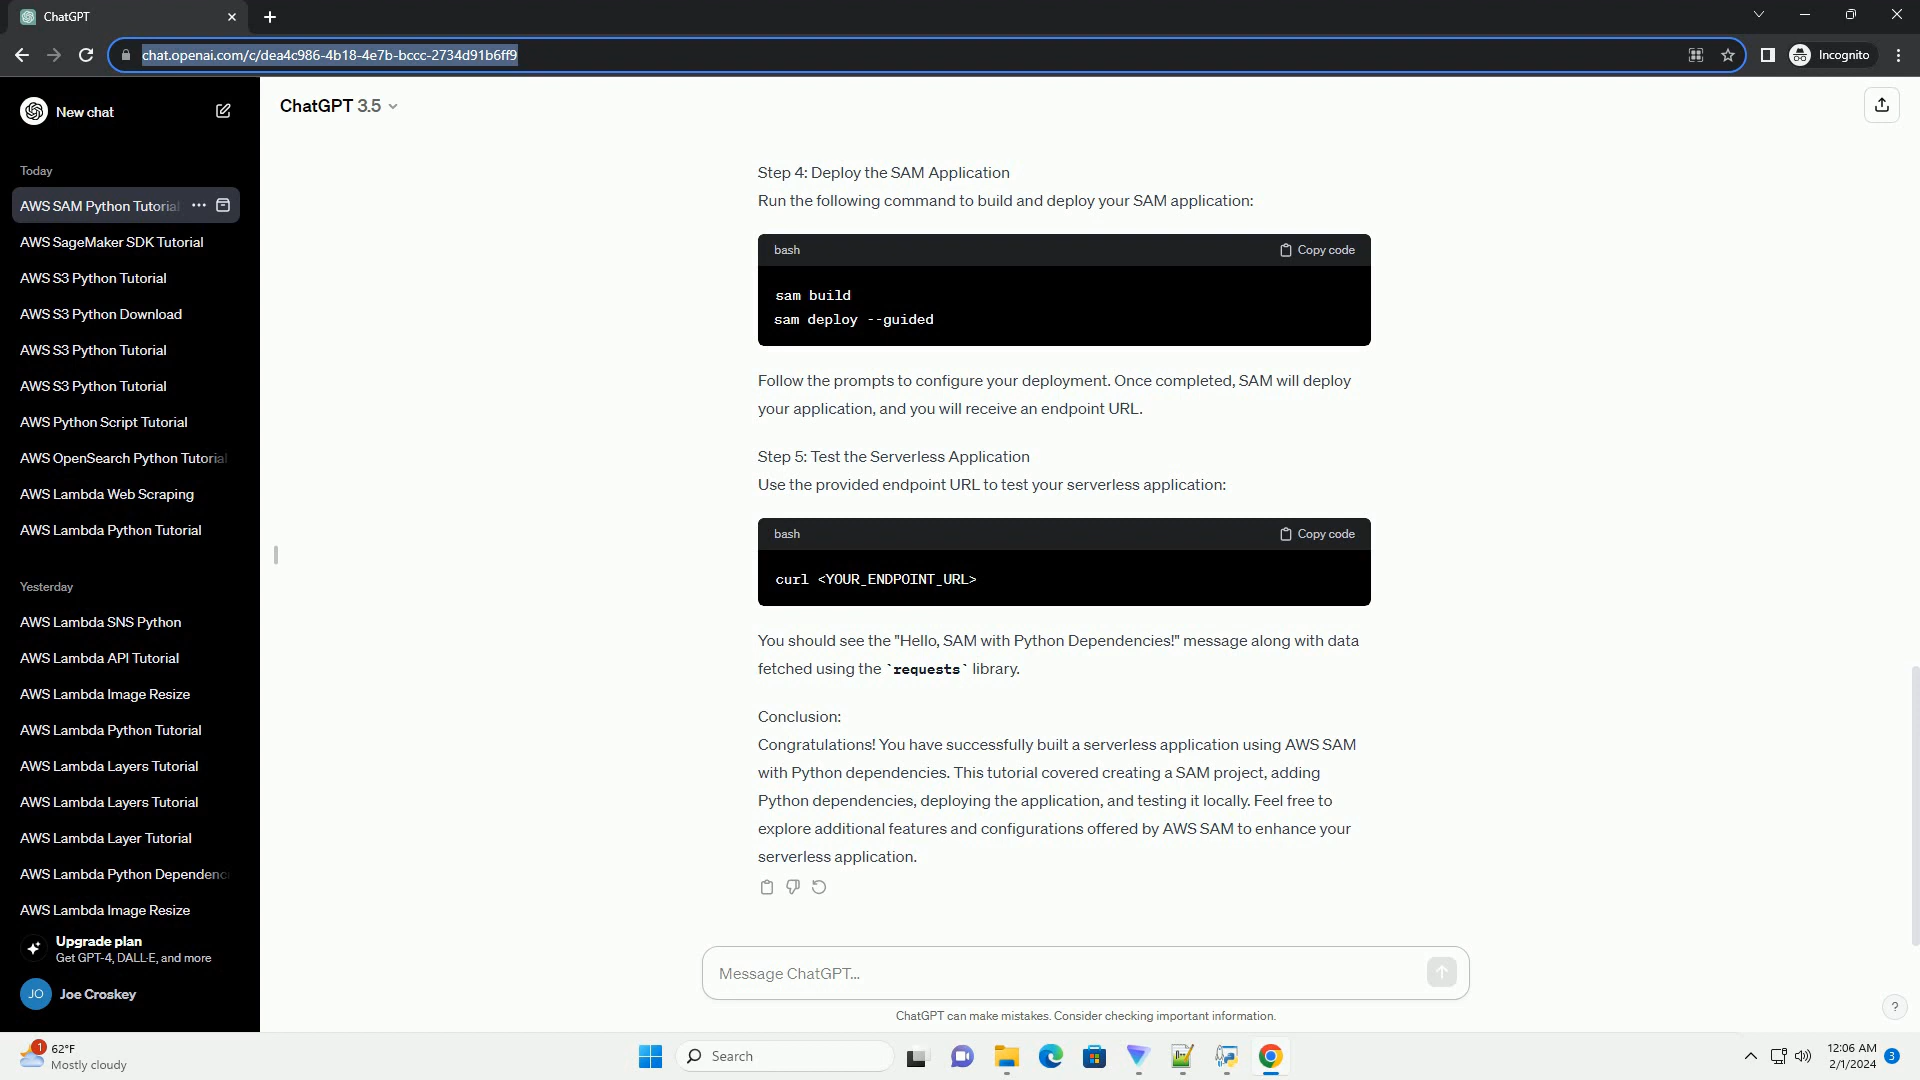 ChatGPT
chat.openai.com/c/dea4c986-4b18-4e7b-bccc-2734d91b6ff9
Incognito
New chat
Today
AWS SAM Python Tutorial
AWS SageMaker SDK Tutorial
AWS S3 Python Tutorial
AWS S3 Python Download
AWS S3 Python Tutorial
AWS S3 Python Tutorial
AWS Python Script Tutorial
AWS OpenSearch Python Tutorial
AWS Lambda Web Scraping
AWS Lambda Python Tutorial
Yesterday
AWS Lambda SNS Python
AWS Lambda API Tutorial
AWS Lambda Image Resize
AWS Lambda Python Tutorial
AWS Lambda Layers Tutorial
AWS Lambda Layers Tutorial
AWS Lambda Layer Tutorial
AWS Lambda Python Dependenc
AWS Lambda Image Resize
Upgrade plan
Get GPT-4, DALL·E, and more
JO Joe Croskey
ChatGPT 3.5
Step 4: Deploy the SAM Application
Run the following command to build and deploy your SAM application:
bash Copy code
sam build
sam deploy --guided
Follow the prompts to configure your deployment. Once completed, SAM will deploy
your application, and you will receive an endpoint URL.
Step 5: Test the Serverless Application
Use the provided endpoint URL to test your serverless application:
bash Copy code
curl <YOUR_ENDPOINT_URL>
You should see the "Hello, SAM with Python Dependencies!" message along with data
fetched using the `requests` library.
Conclusion:
Congratulations! You have successfully built a serverless application using AWS SAM
with Python dependencies. This tutorial covered creating a SAM project, adding
Python dependencies, deploying the application, and testing it locally. Feel free to
explore additional features and configurations offered by AWS SAM to enhance your
serverless application.
Message ChatGPT...
ChatGPT can make mistakes. Consider checking important information.
?
1
62°F
Mostly cloudy
Search
12:06 AM
2/1/2024
3